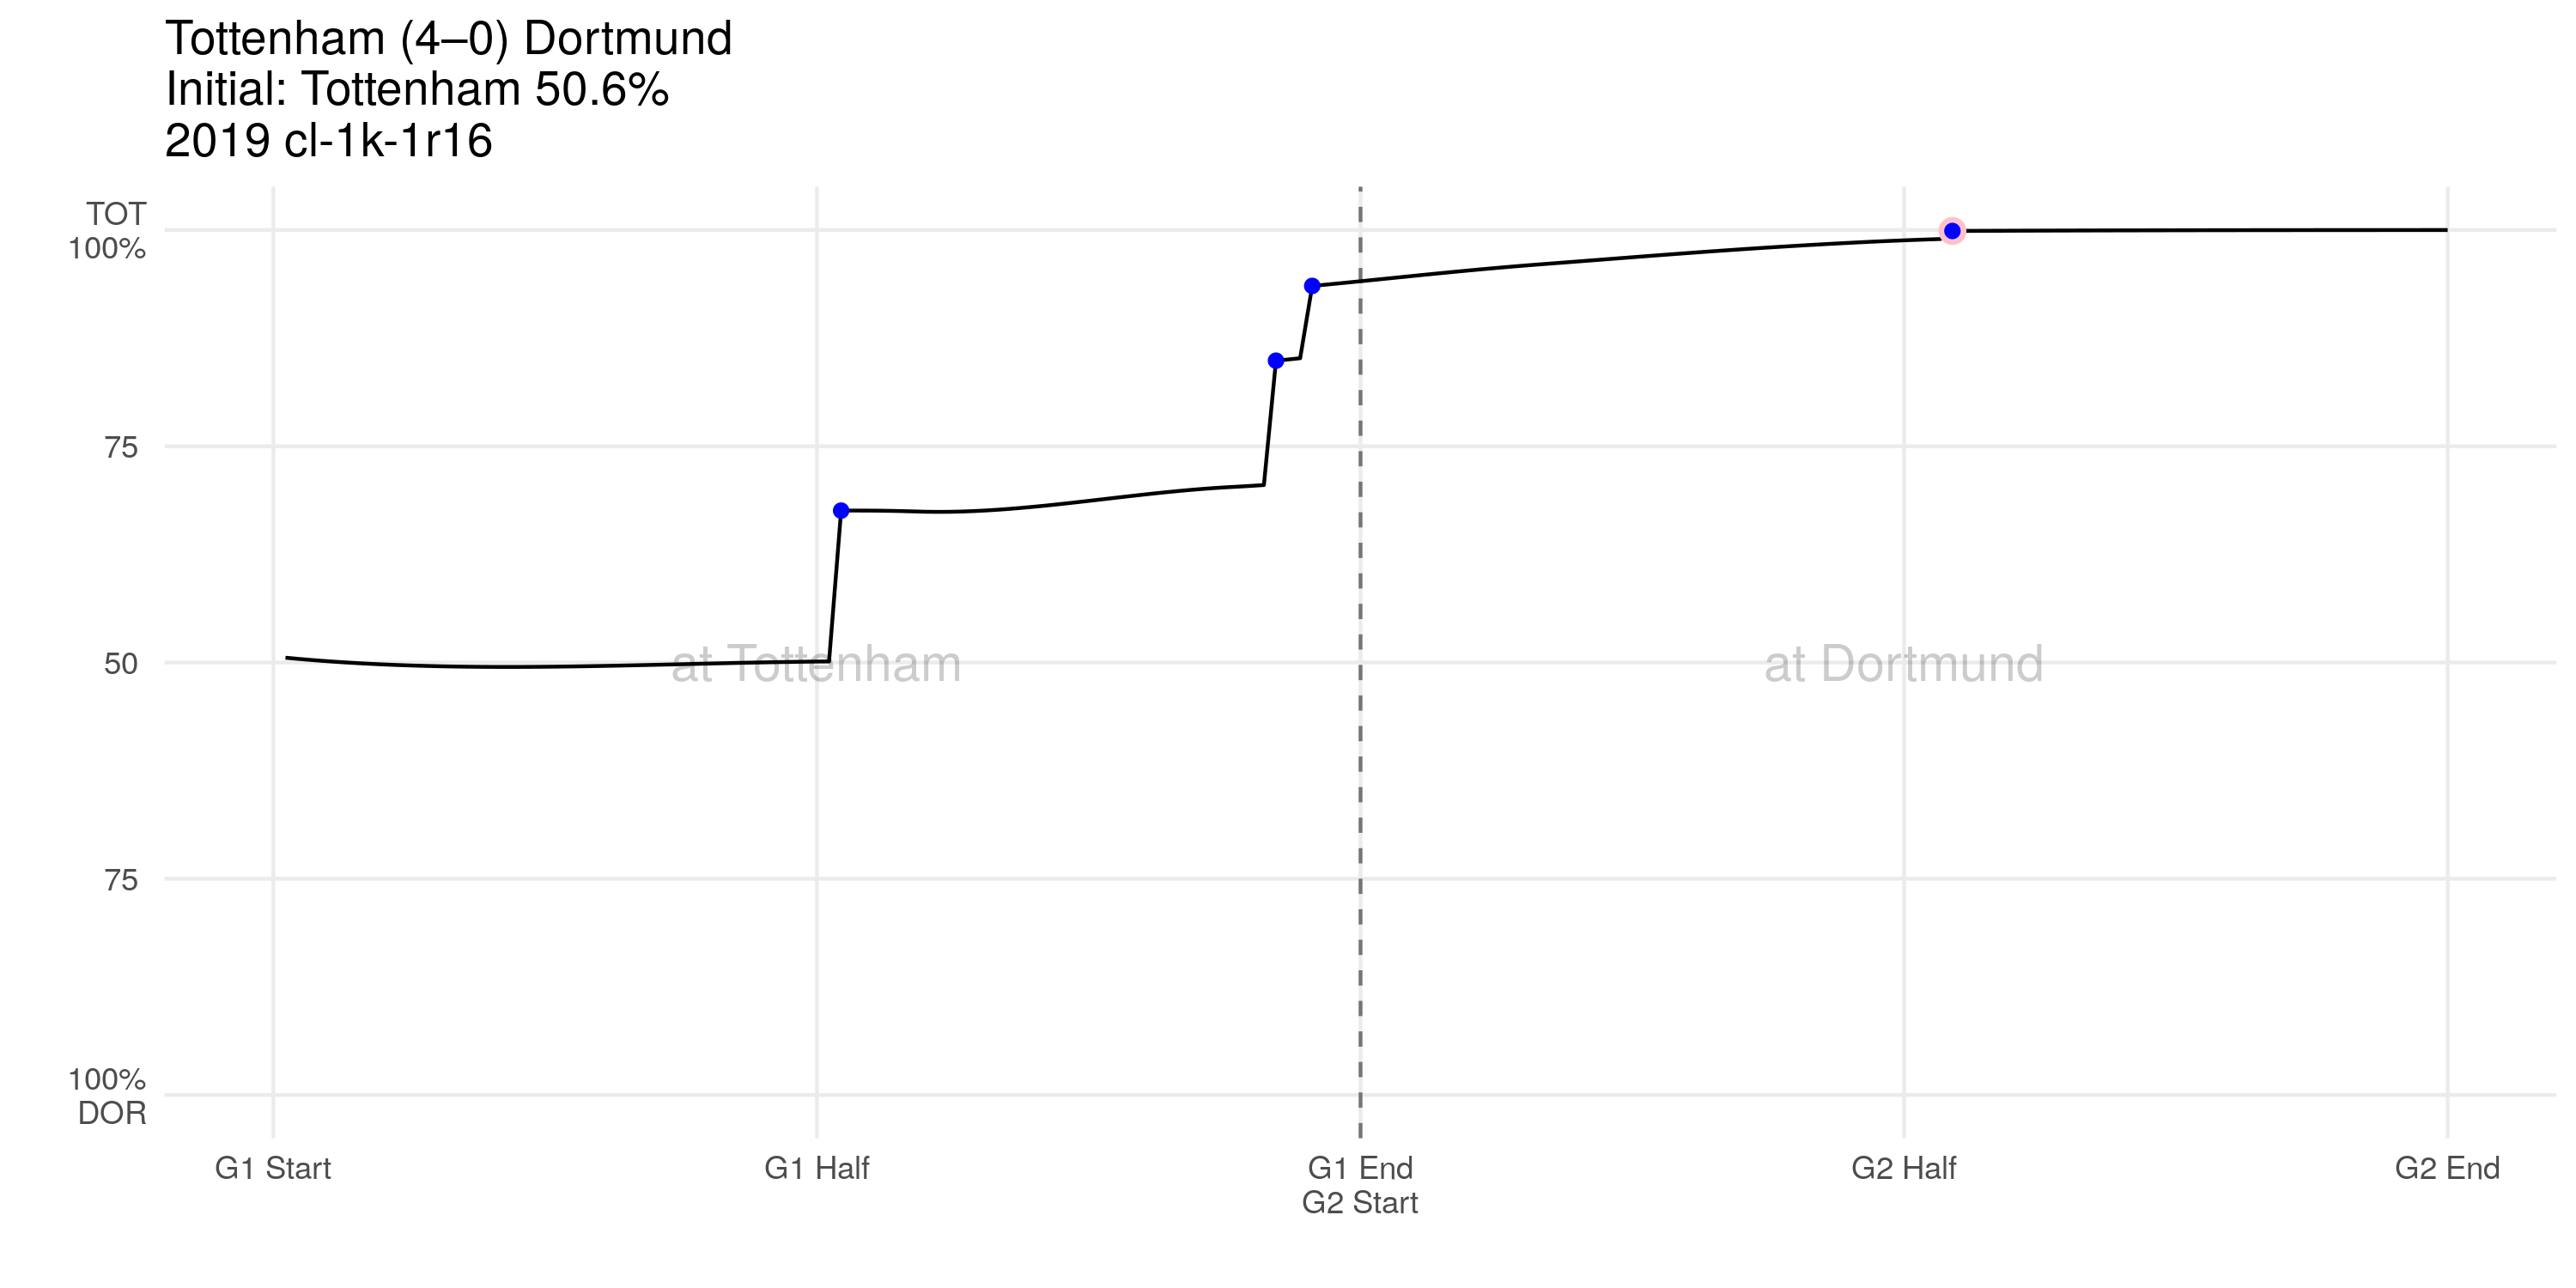 Tottenham (4–0) Dortmund
Initial: Tottenham 50.6%
2019 cl-1k-1r16
TOT
100%
75
50
75
100%
DOR
at Tottenham
at Dortmund
G1 Start
G1 Half
G1 End
G2 Start
G2 Half
G2 End